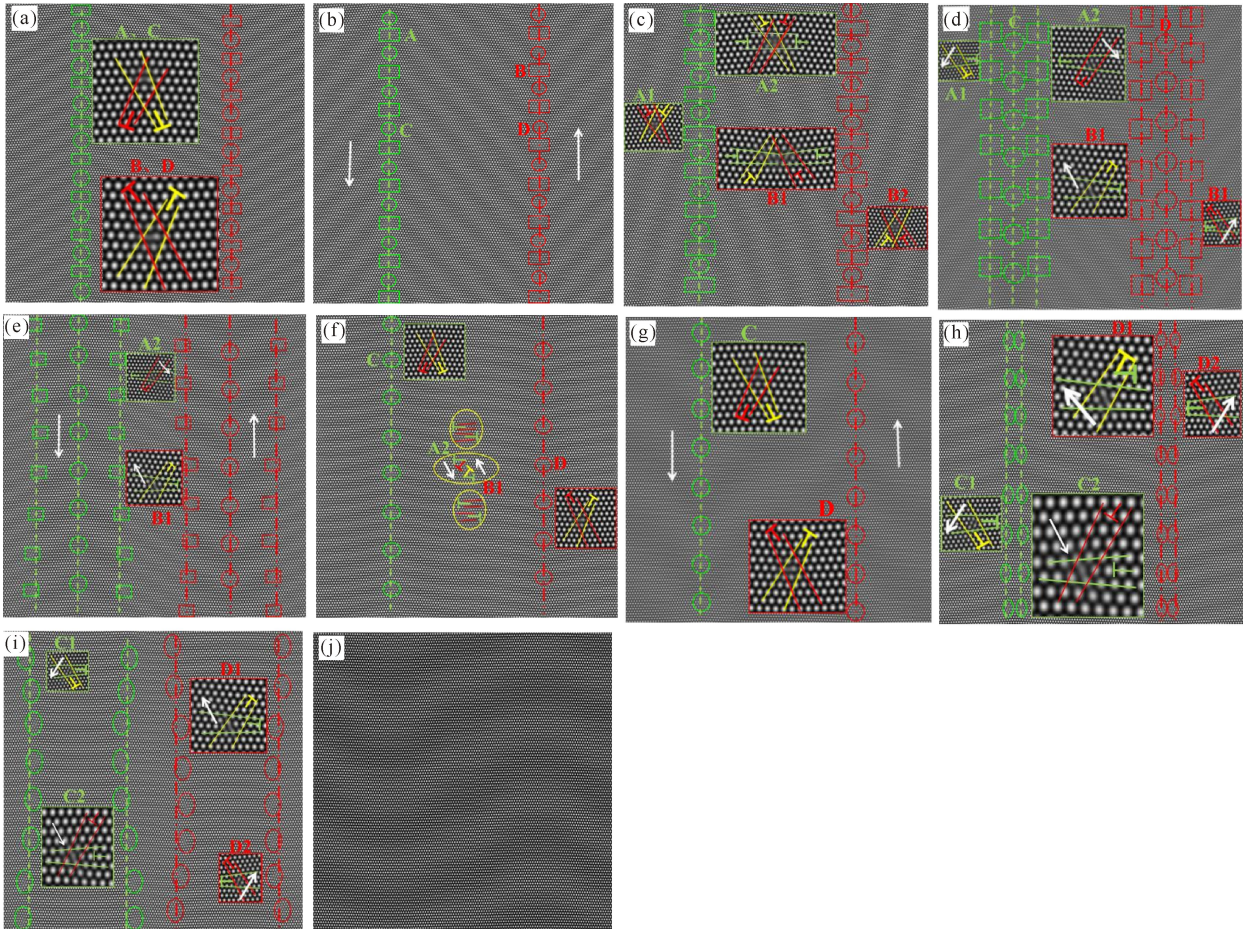 (a)
A、C
B、D
(b)
A
B
C
D
(c)
A2
A1
B1
B2
(d)
C
A2
D
A1
B1
B1
(e)
A2
B1
(f)
C
A2
B1
D
(g)
C
D
(h)
D1
D2
C1
C2
(i)
C1
D1
C2
D2
(j)